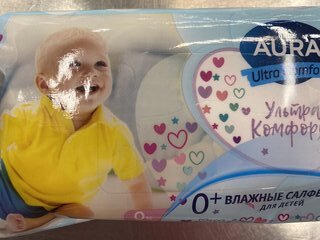 AURA
Ultra comfort
Ультра
Комфорт
0+ ВЛАЖНЫЕ САЛФЕ
ДЛЯ ДЕТЕЙ